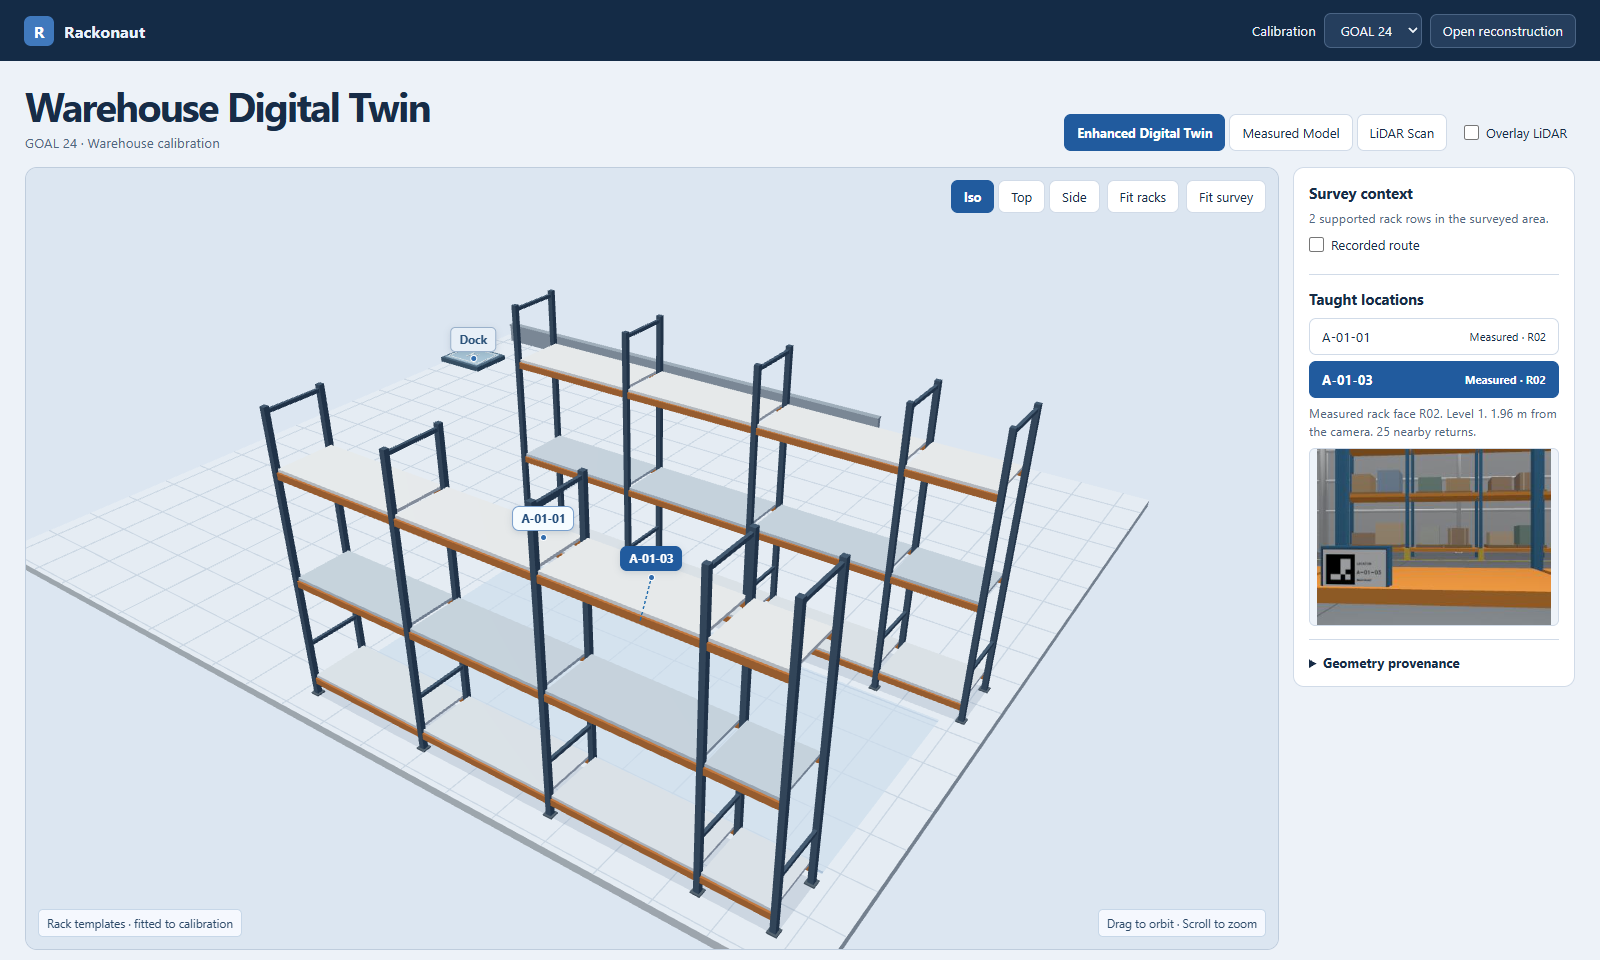 R Rackonaut
Calibration GOAL 24 Open reconstruction
Warehouse Digital Twin
GOAL 24 · Warehouse calibration
Enhanced Digital Twin Measured Model LiDAR Scan Overlay LiDAR
Iso Top Side Fit racks Fit survey
Dock
A-01-01
A-01-03
Rack templates · fitted to calibration
Drag to orbit · Scroll to zoom
Survey context
2 supported rack rows in the surveyed area.
Recorded route
Taught locations
A-01-01 Measured · R02
A-01-03 Measured · R02
Measured rack face R02. Level 1. 1.96 m from
the camera. 25 nearby returns.
A-01-03
Geometry provenance